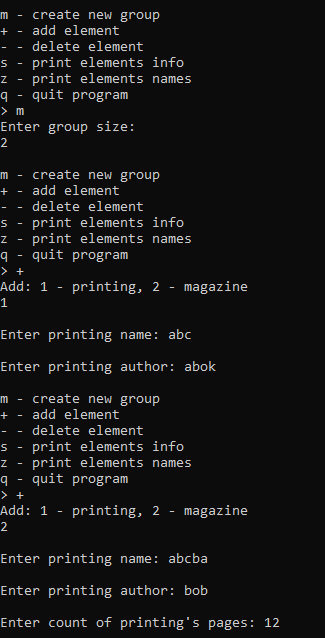 m - create new group
+ - add element
- - delete element
s - print elements info
z - print elements names
q - quit program
> m
Enter group size:
2
m - create new group
+ - add element
- - delete element
s - print elements info
z - print elements names
q - quit program
> +
Add: 1 - printing, 2 - magazine
1
Enter printing name: abc
Enter printing author: abok
m - create new group
+ - add element
- - delete element
s - print elements info
z - print elements names
q - quit program
> +
Add: 1 - printing, 2 - magazine
2
Enter printing name: abcba
Enter printing author: bob
Enter count of printing's pages: 12